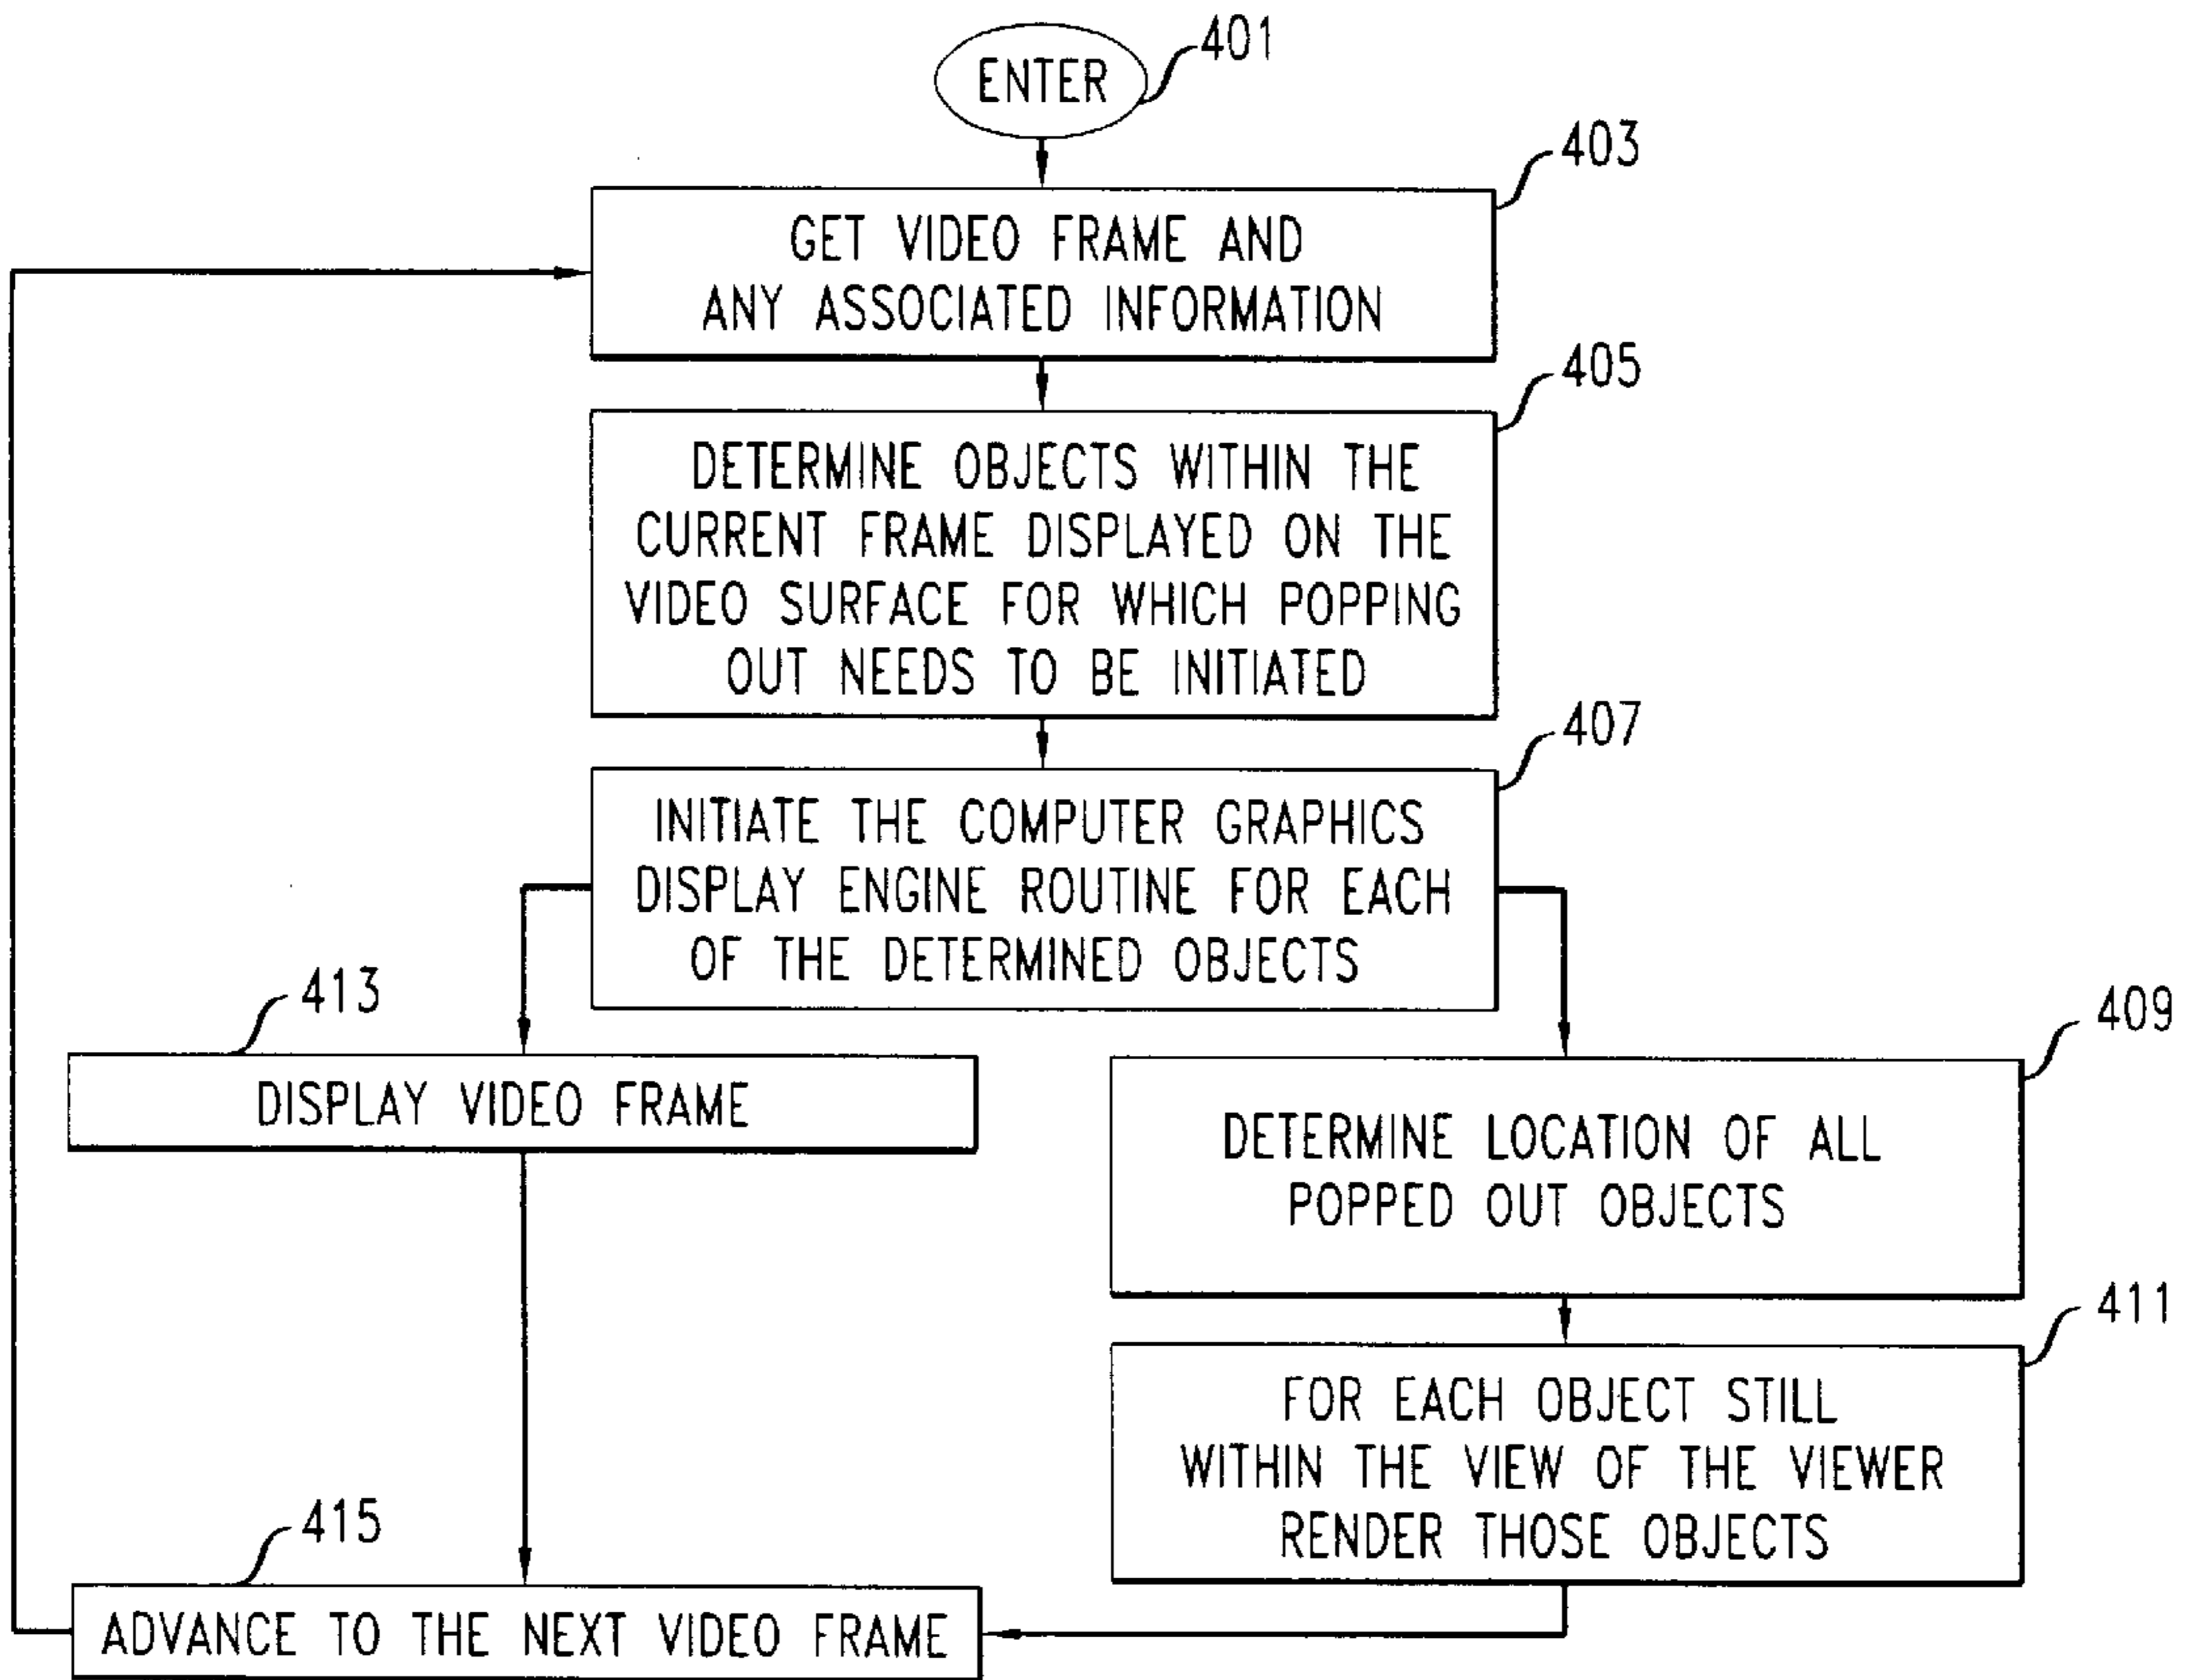 ENTER
401
403
GET VIDEO FRAME AND
ANY ASSOCIATED INFORMATION
405
DETERMINE OBJECTS WITHIN THE
CURRENT FRAME DISPLAYED ON THE
VIDEO SURFACE FOR WHICH POPPING
OUT NEEDS TO BE INITIATED
407
INITIATE THE COMPUTER GRAPHICS
DISPLAY ENGINE ROUTINE FOR EACH
OF THE DETERMINED OBJECTS
413
DISPLAY VIDEO FRAME
409
DETERMINE LOCATION OF ALL
POPPED OUT OBJECTS
411
FOR EACH OBJECT STILL
WITHIN THE VIEW OF THE VIEWER
RENDER THOSE OBJECTS
415
ADVANCE TO THE NEXT VIDEO FRAME